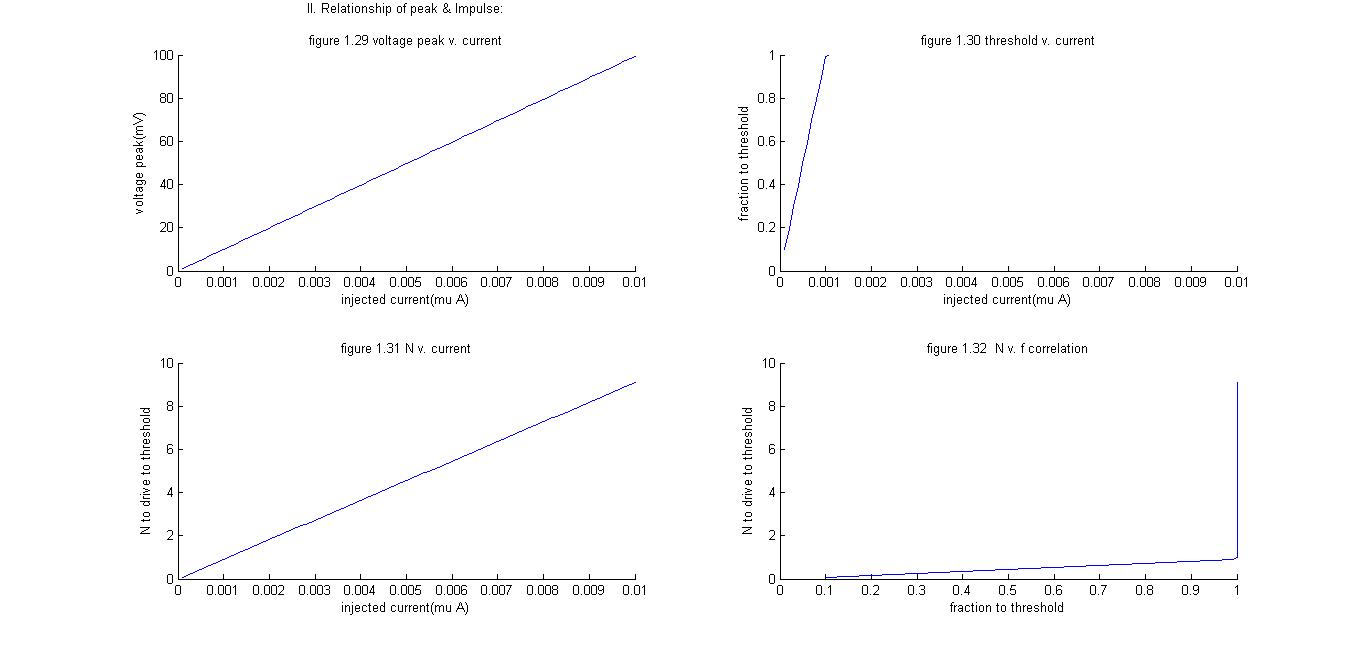 II. Relationship of peak & Impulse:
figure 1.29 voltage peak v. current
100
80
60
40
20
0
voltage peak(mV)
0 0.001 0.002 0.003 0.004 0.005 0.006 0.007 0.008 0.009 0.01
injected current(mu A)
figure 1.30 threshold v. current
1
0.8
0.6
0.4
0.2
0
fraction to threshold
0 0.001 0.002 0.003 0.004 0.005 0.006 0.007 0.008 0.009 0.01
injected current(mu A)
figure 1.31 N v. current
10
8
6
4
2
0
N to drive to threshold
0 0.001 0.002 0.003 0.004 0.005 0.006 0.007 0.008 0.009 0.01
injected current(mu A)
figure 1.32 N v. f correlation
10
8
6
4
2
0
N to drive to threshold
0 0.1 0.2 0.3 0.4 0.5 0.6 0.7 0.8 0.9 1
fraction to threshold